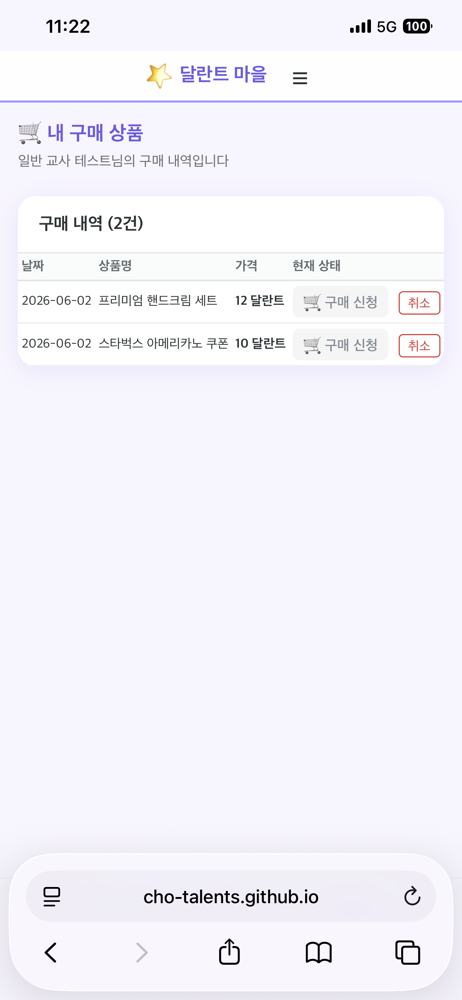 11:22 5G 100
달란트 마을
내 구매 상품
일반 교사 테스트님의 구매 내역입니다
구매 내역 (2건)
날짜 상품명 가격 현재 상태
2026-06-02 프리미엄 핸드크림 세트 12 달란트 구매 신청 취소
2026-06-02 스타벅스 아메리카노 쿠폰 10 달란트 구매 신청 취소
cho-talents.github.io